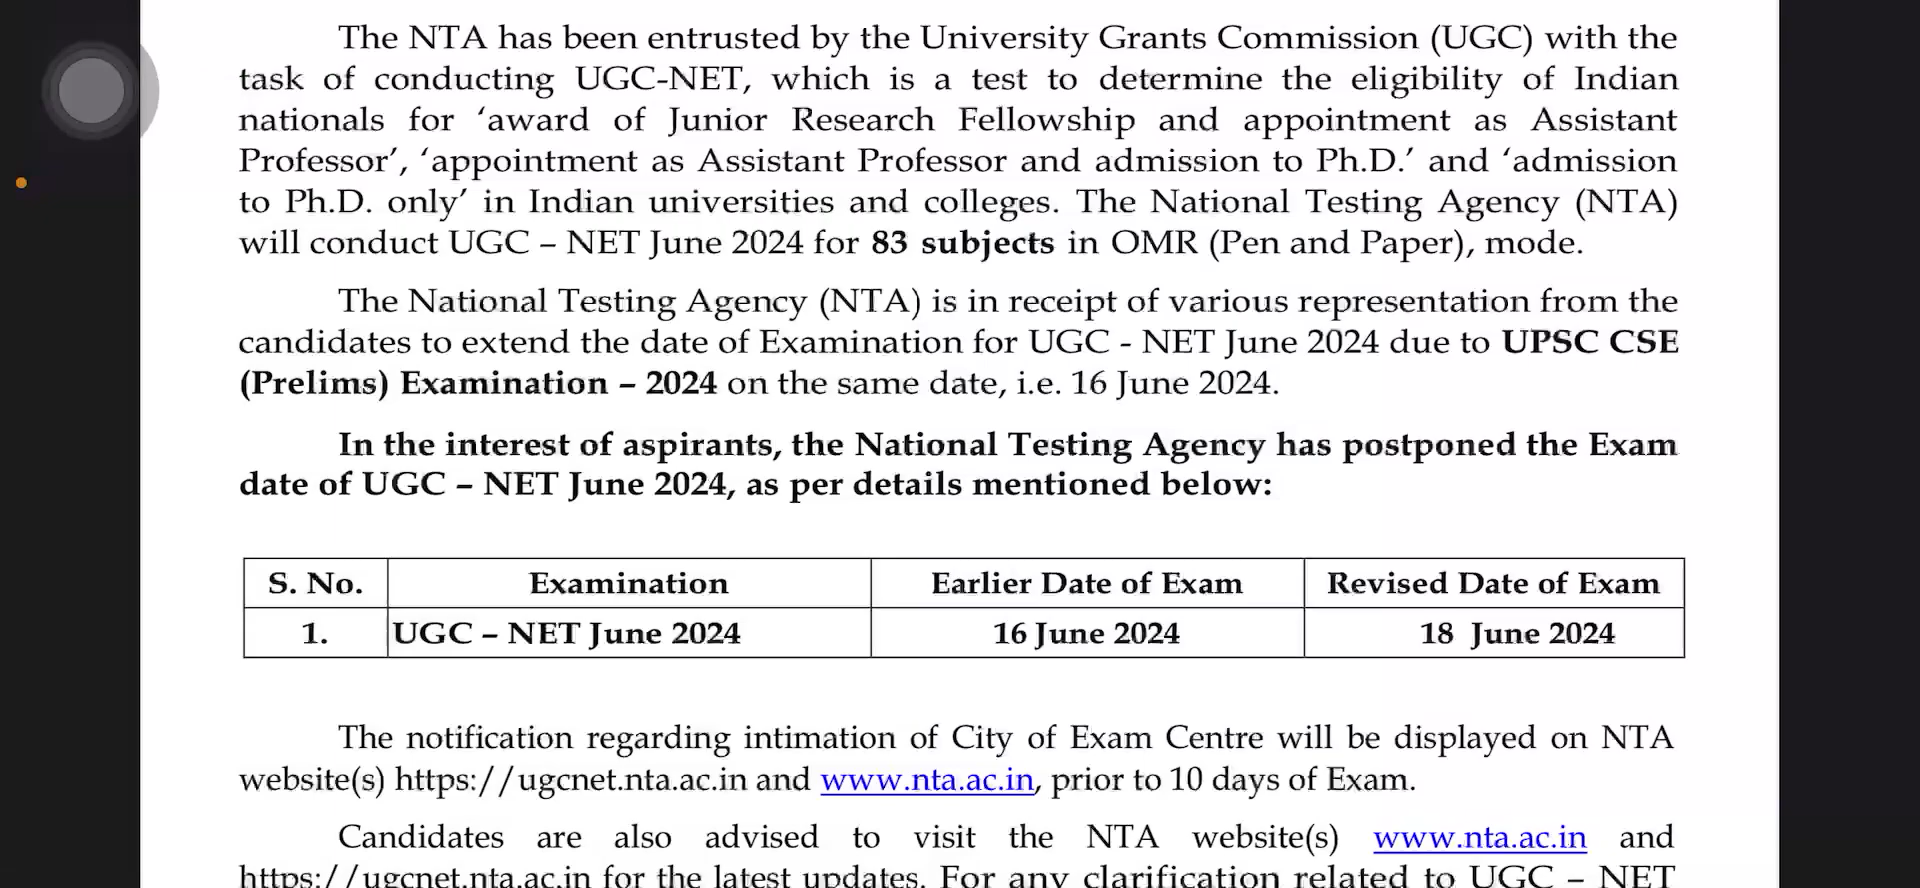 The NTA has been entrusted by the University Grants Commission (UGC) with the
task of conducting UGC-NET, which is a test to determine the eligibility of Indian
nationals for ‘award of Junior Research Fellowship and appointment as Assistant
Professor’, ‘appointment as Assistant Professor and admission to Ph.D.’ and ‘admission
to Ph.D. only’ in Indian universities and colleges. The National Testing Agency (NTA)
will conduct UGC – NET June 2024 for 83 subjects in OMR (Pen and Paper), mode.
The National Testing Agency (NTA) is in receipt of various representation from the
candidates to extend the date of Examination for UGC - NET June 2024 due to UPSC CSE
(Prelims) Examination – 2024 on the same date, i.e. 16 June 2024.
In the interest of aspirants, the National Testing Agency has postponed the Exam
date of UGC – NET June 2024, as per details mentioned below:
S. No. Examination Earlier Date of Exam Revised Date of Exam
1. UGC – NET June 2024 16 June 2024 18 June 2024
The notification regarding intimation of City of Exam Centre will be displayed on NTA
website(s) https://ugcnet.nta.ac.in and www.nta.ac.in, prior to 10 days of Exam.
Candidates are also advised to visit the NTA website(s) www.nta.ac.in and
https://ugcnet.nta.ac.in for the latest updates. For any clarification related to UGC – NET